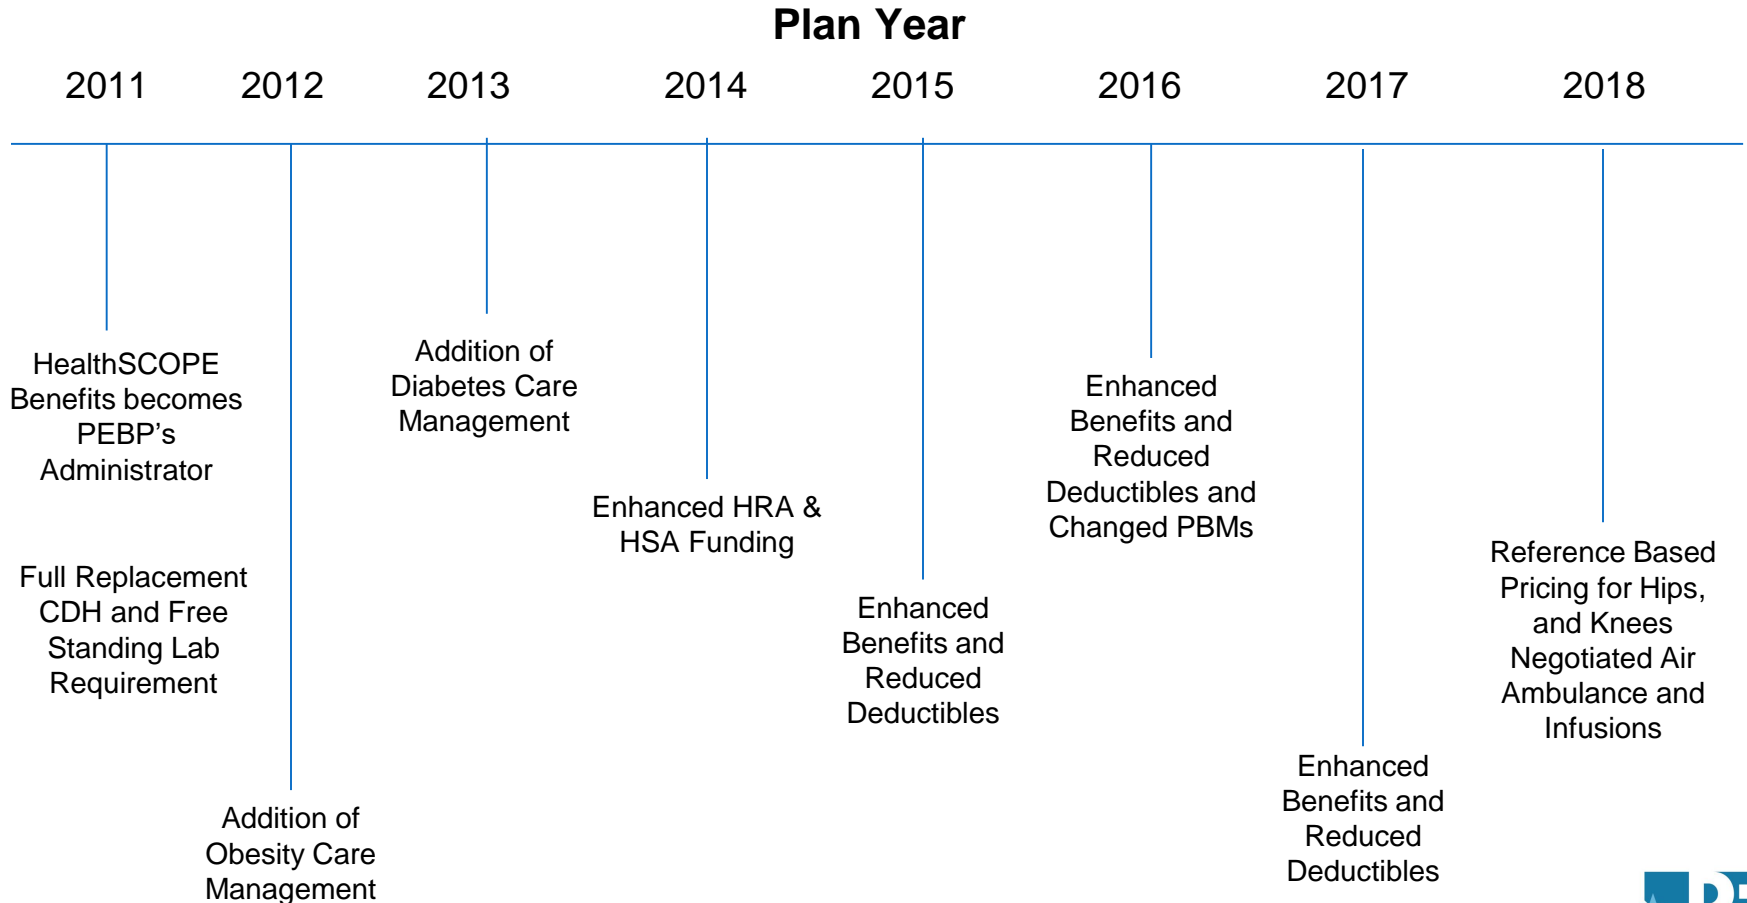 Plan Year
2011 2012 2013 2014 2015 2016 2017 2018
HealthSCOPE
Benefits becomes
PEBP’s
Administrator
Full Replacement
CDH and Free
Standing Lab
Requirement
Addition of
Obesity Care
Management
Addition of
Diabetes Care
Management
Enhanced HRA &
HSA Funding
Enhanced
Benefits and
Reduced
Deductibles
Enhanced
Benefits and
Reduced
Deductibles and
Changed PBMs
Enhanced
Benefits and
Reduced
Deductibles
Reference Based
Pricing for Hips,
and Knees
Negotiated Air
Ambulance and
Infusions